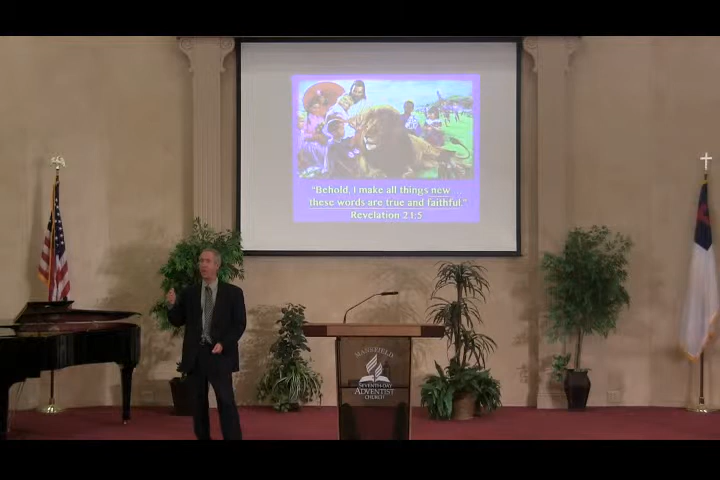 "Behold, I make all things new ...
these words are true and faithful."
Revelation 21:5
MANSFIELD
SEVENTH-DAY
ADVENTIST
CHURCH